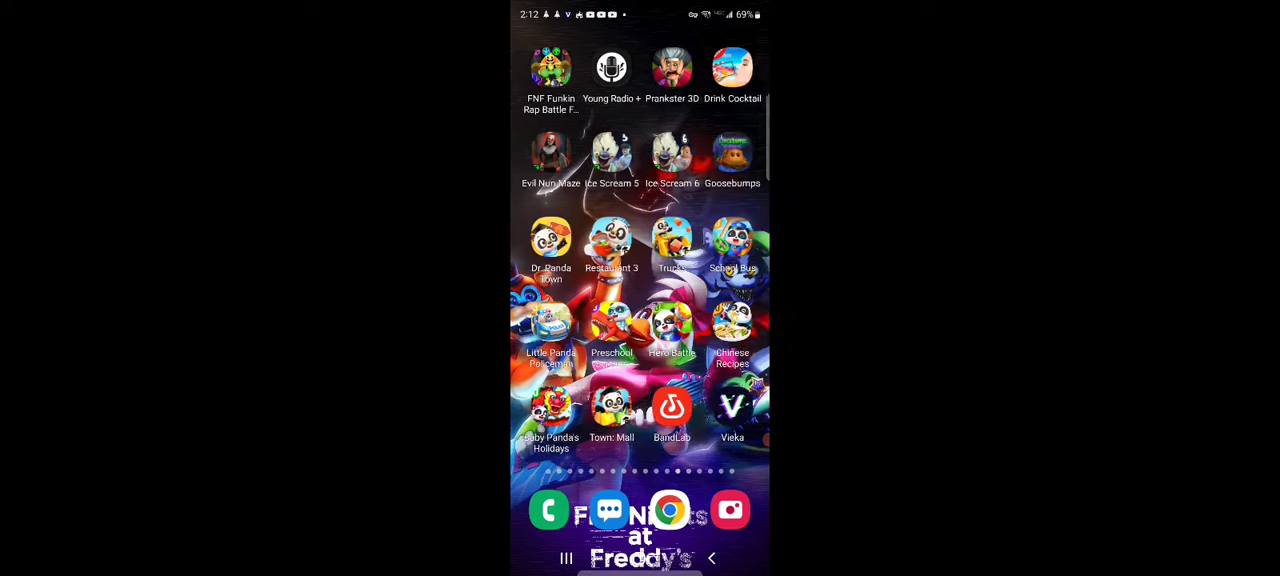 2:12
69%
FNF Funkin
Rap Battle F...
Young Radio +
Prankster 3D
Drink Cocktail
Evil Nun Maze
Ice Scream 5
Ice Scream 6
Goosebumps
Dr. Panda
Town
Restaurant 3
Trucks
School Bus
Little Panda
Policeman
Preschool
Hero Battle
Chinese
Recipes
Baby Panda's
Holidays
Town: Mall
BandLab
Vieka
at
Freddy's